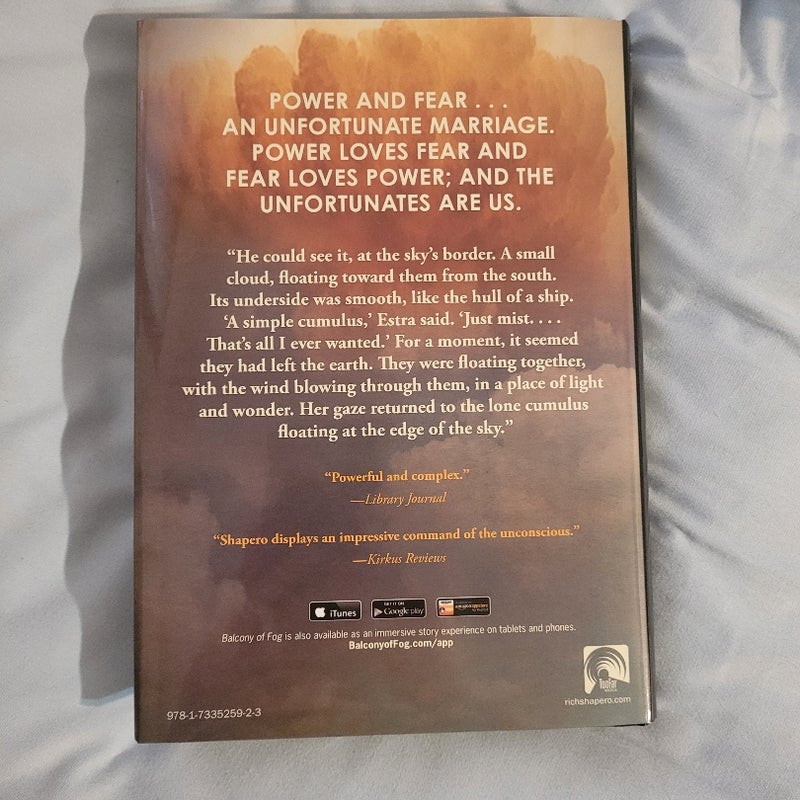 POWER AND FEAR . . .
AN UNFORTUNATE MARRIAGE.
POWER LOVES FEAR AND
FEAR LOVES POWER; AND THE
UNFORTUNATES ARE US.
“He could see it, at the sky’s border. A small
cloud, floating toward them from the south.
Its underside was smooth, like the hull of a ship.
‘A simple cumulus,’ Estra said. ‘Just mist. . . .
That’s all I ever wanted.’ For a moment, it seemed
they had left the earth. They were floating together,
with the wind blowing through them, in a place of light
and wonder. Her gaze returned to the lone cumulus
floating at the edge of the sky.”
“Powerful and complex.”
—Library Journal
“Shapero displays an impressive command of the unconscious.”
—Kirkus Reviews
iTunes
GET IT ON
Google play
amazon appstore
Balcony of Fog is also available as an immersive story experience on tablets and phones.
BalconyofFog.com/app
TooFar
MEDIA
richshapero.com
978-1-7335259-2-3